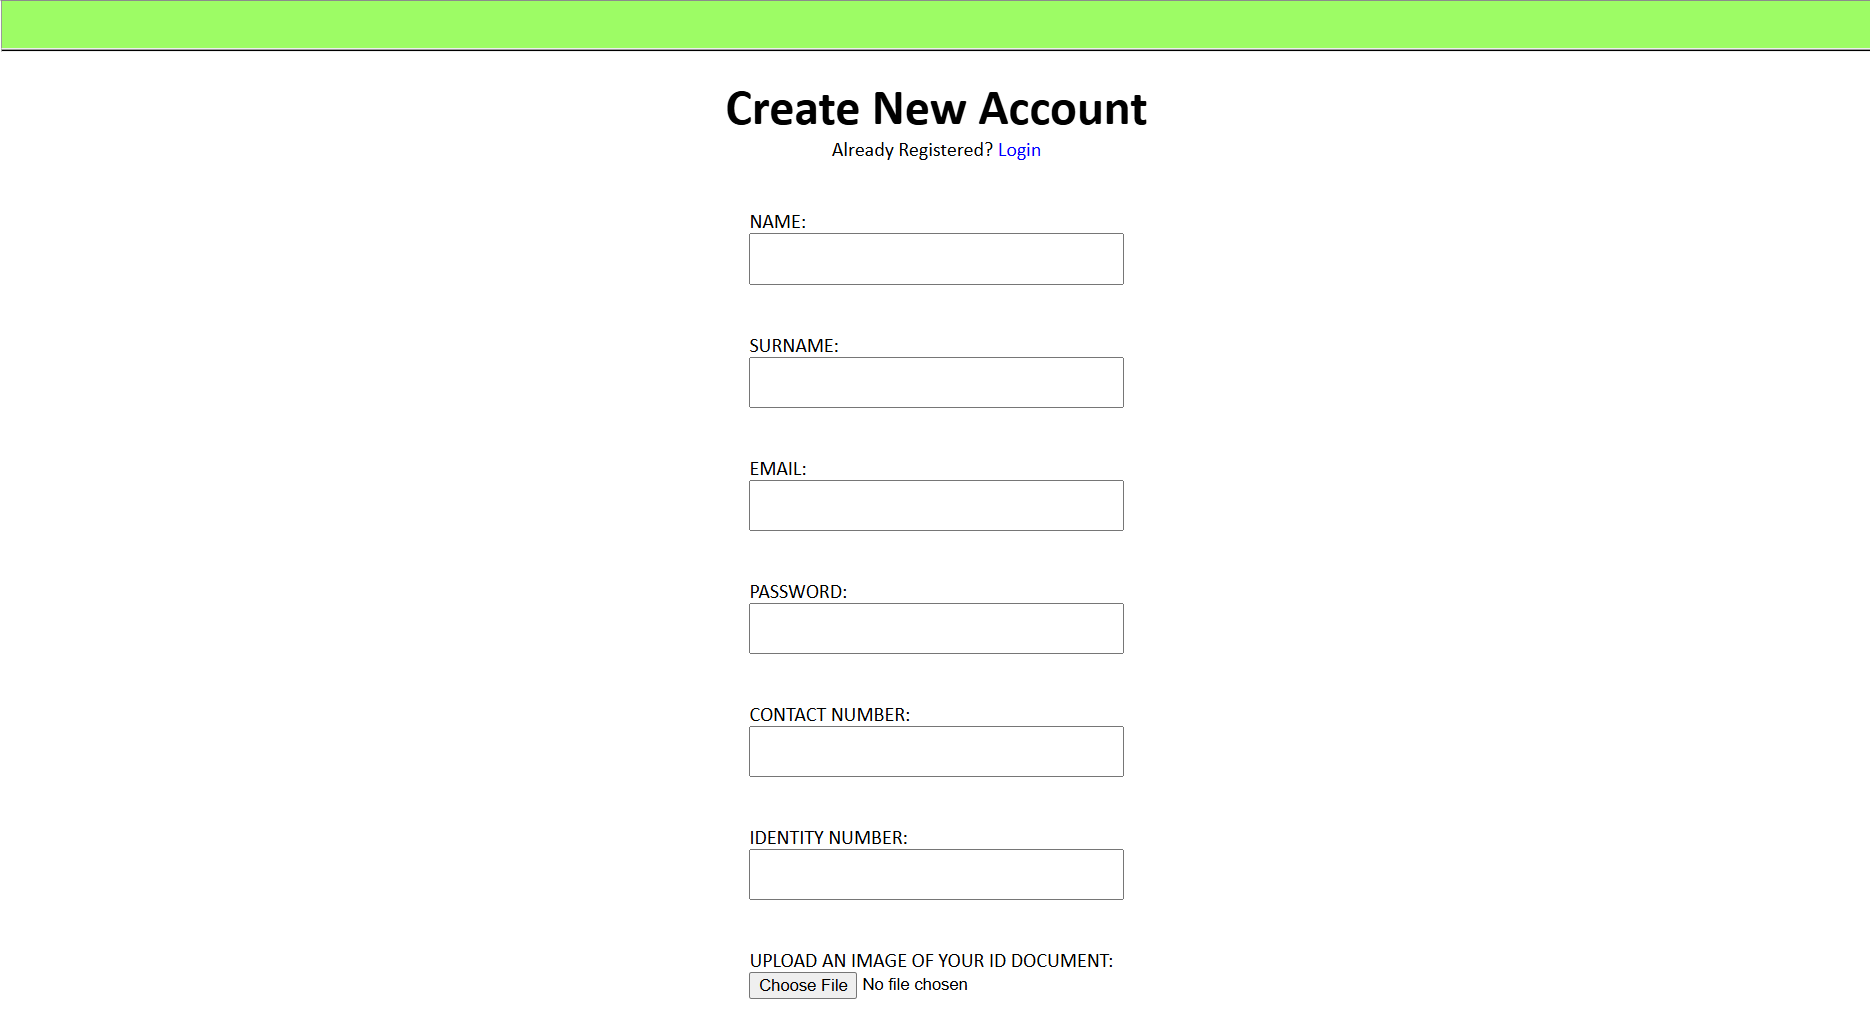 Create New Account
Already Registered? Login
NAME:
SURNAME:
EMAIL:
PASSWORD:
CONTACT NUMBER:
IDENTITY NUMBER:
UPLOAD AN IMAGE OF YOUR ID DOCUMENT:
Choose File No file chosen